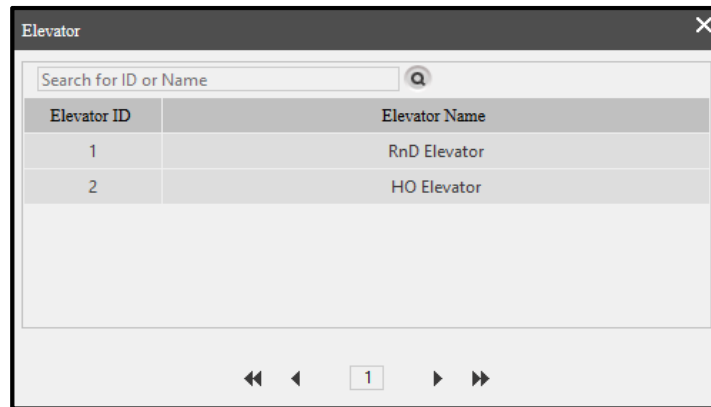 Elevator
Search for ID or Name
Elevator ID Elevator Name
1 RnD Elevator
2 HO Elevator
1